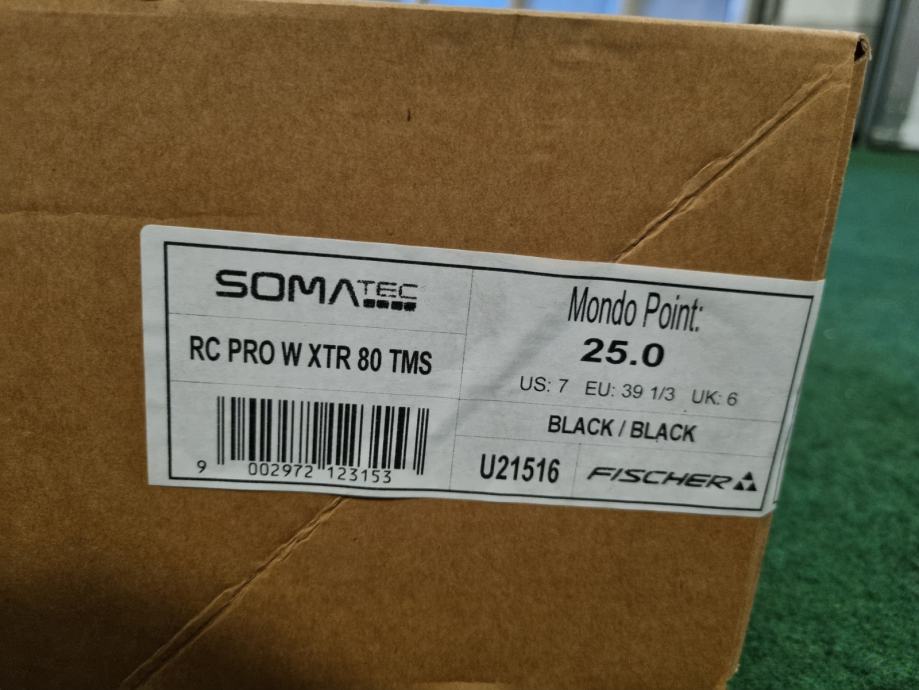 SOMATEC
RC PRO W XTR 80 TMS
9 002972 123153
Mondo Point:
25.0
US: 7 EU: 39 1/3 UK: 6
BLACK / BLACK
U21516
FISCHER